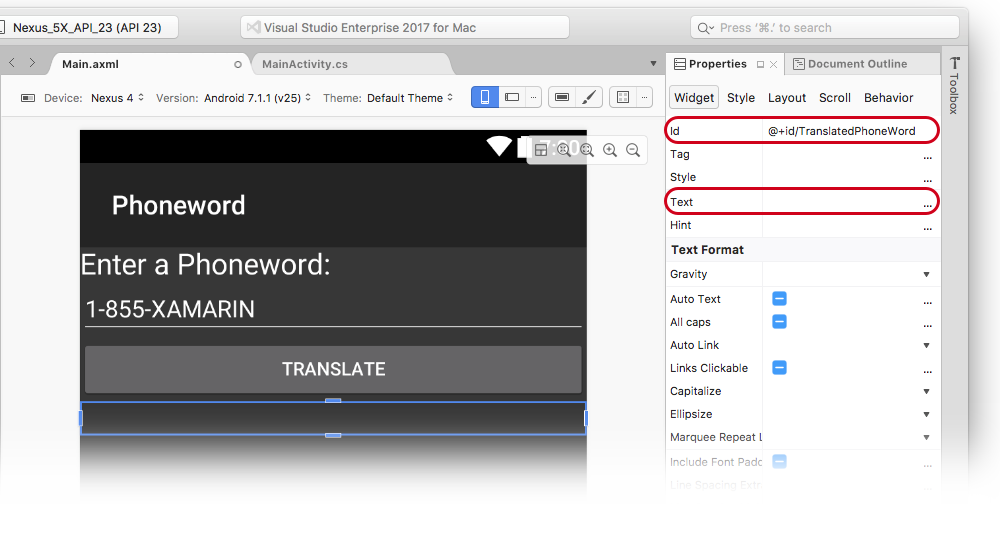 Nexus_5X_API_23 (API 23)
Visual Studio Enterprise 2017 for Mac
Press ‘⌘.’ to search
Main.axml
MainActivity.cs
Properties
Document Outline
Toolbox
Device: Nexus 4
Version: Android 7.1.1 (v25)
Theme: Default Theme
Widget
Style
Layout
Scroll
Behavior
Phoneword
Enter a Phoneword:
1-855-XAMARIN
TRANSLATE
Id @+id/TranslatedPhoneWord
Tag ...
Style ...
Text ...
Hint ...
Text Format
Gravity
Auto Text ...
All caps ...
Auto Link
Links Clickable ...
Capitalize
Ellipsize
Marquee Repeat L
Include Font Padd ...
Line Spacing Extr